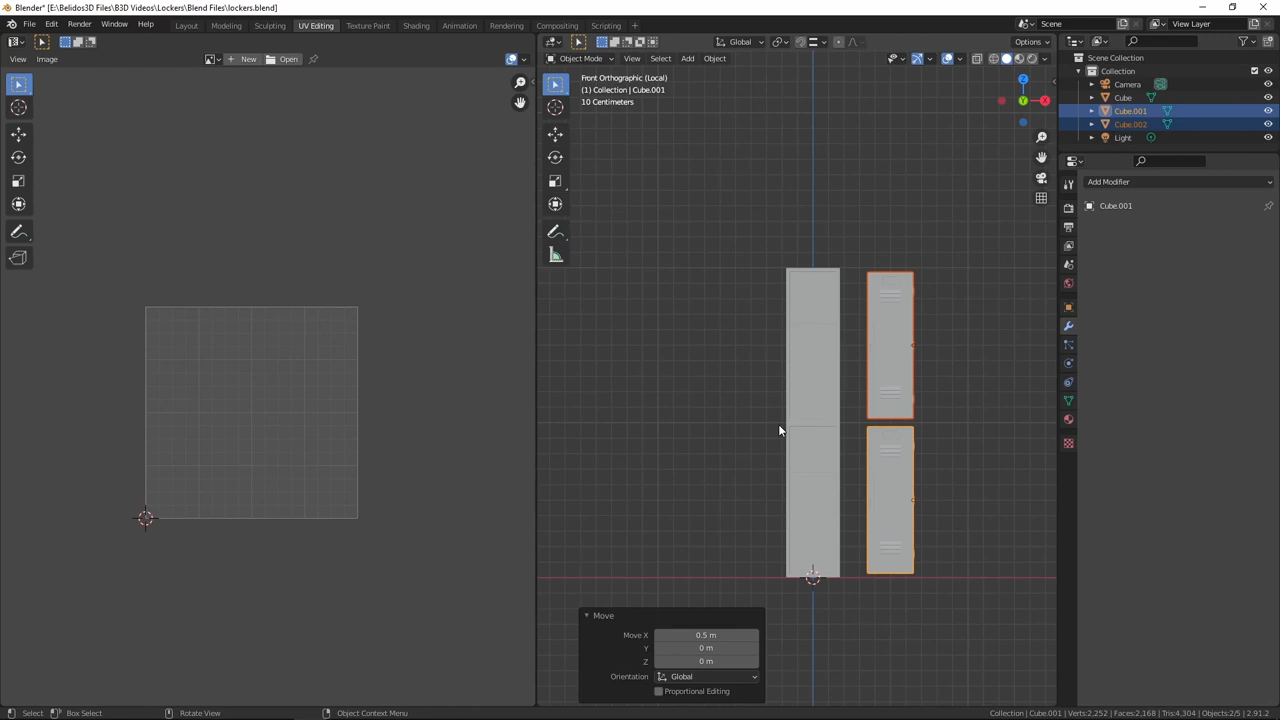 Blender* [E:\Belidos3D Files\B3D Videos\Lockers\Blend Files\lockers.blend]
File Edit Render Window Help Layout Modeling Sculpting UV Editing Texture Paint Shading Animation Rendering Compositing Scripting Scene View Layer
New Open Global Options
View Image Object Mode View Select Add Object
Scene Collection
Collection
Camera
Cube
Cube.001
Cube.002
Light
Front Orthographic (Local)
(1) Collection | Cube.001
10 Centimeters
X
Y
Z
Add Modifier
Cube.001
Move
Move X 0.5 m
Y 0 m
Z 0 m
Orientation Global
Proportional Editing
Select Box Select Rotate View Object Context Menu Collection | Cube.001 | Verts:2,252 | Faces:2,168 | Tris:4,304 | Objects:2/5 | 2.91.2